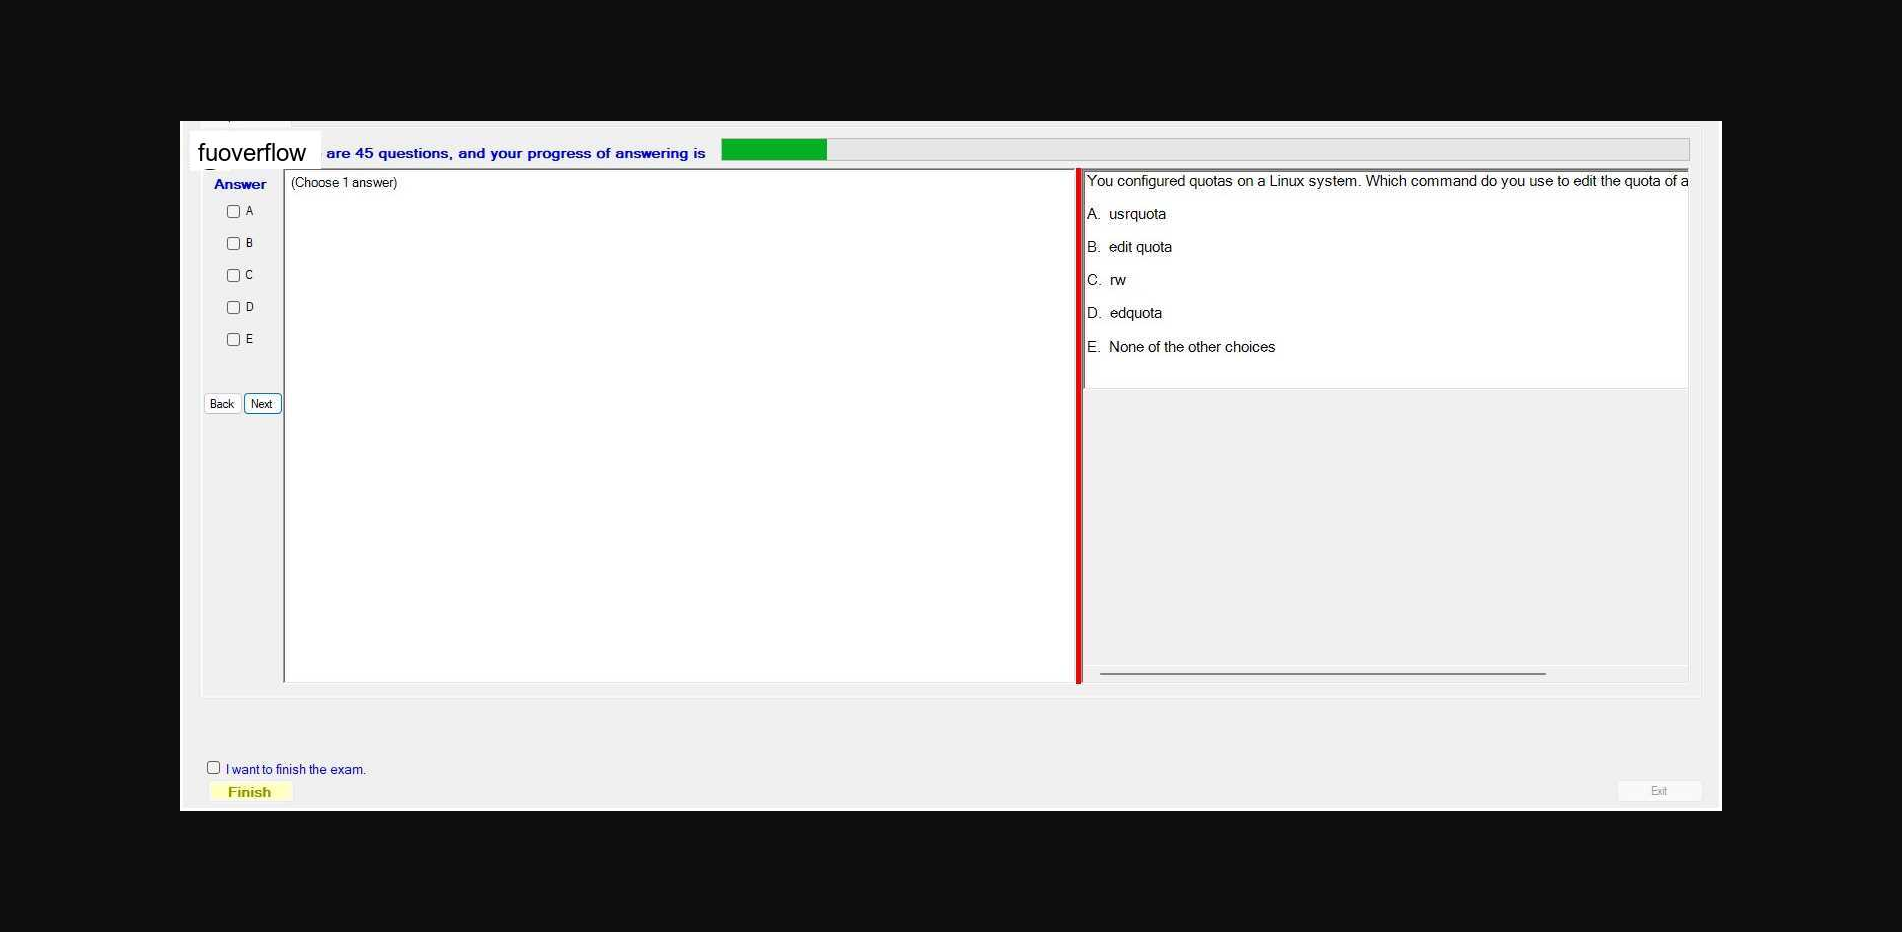 fuoverflow are 45 questions, and your progress of answering is
Answer
(Choose 1 answer)
A
B
C
D
E
Back Next
You configured quotas on a Linux system. Which command do you use to edit the quota of a
A. usrquota
B. edit quota
C. rw
D. edquota
E. None of the other choices
I want to finish the exam.
Finish
Exit